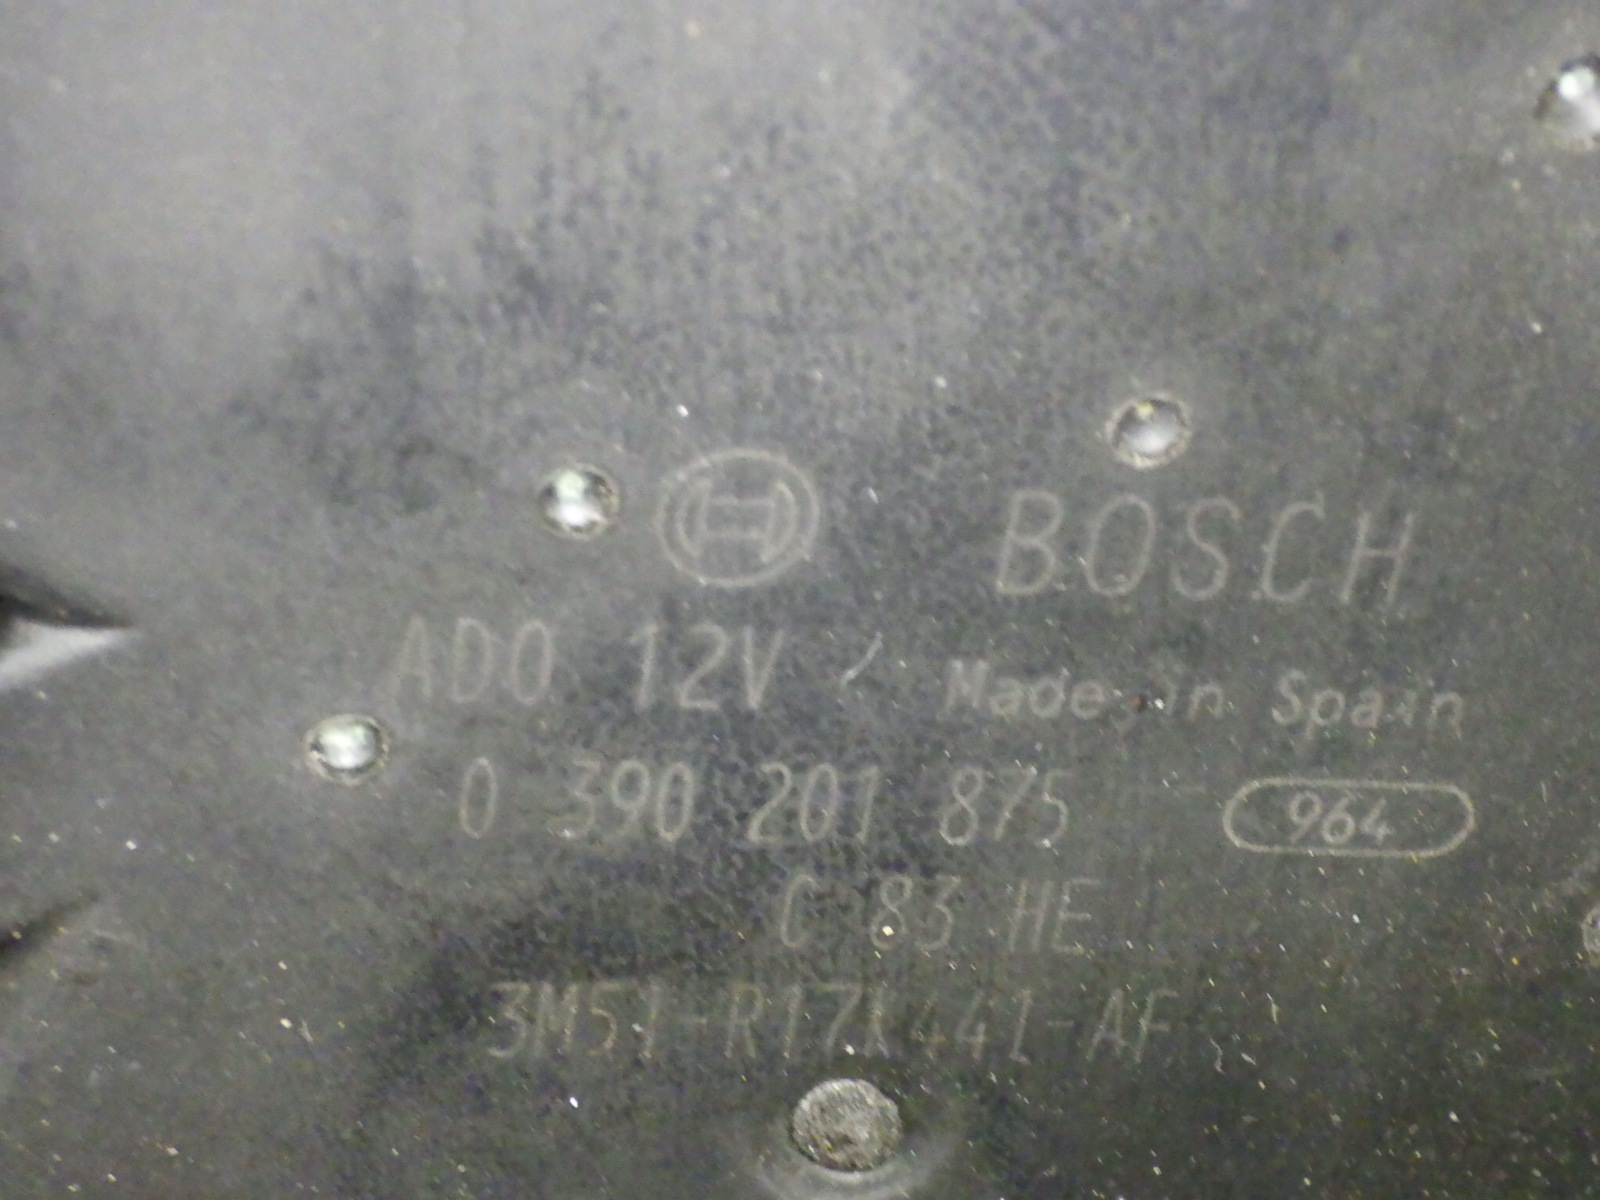 BOSCH
ADO 12V Made in Spain
0 390 201 875 964
C 83 HE
3M51-R17K441-AF